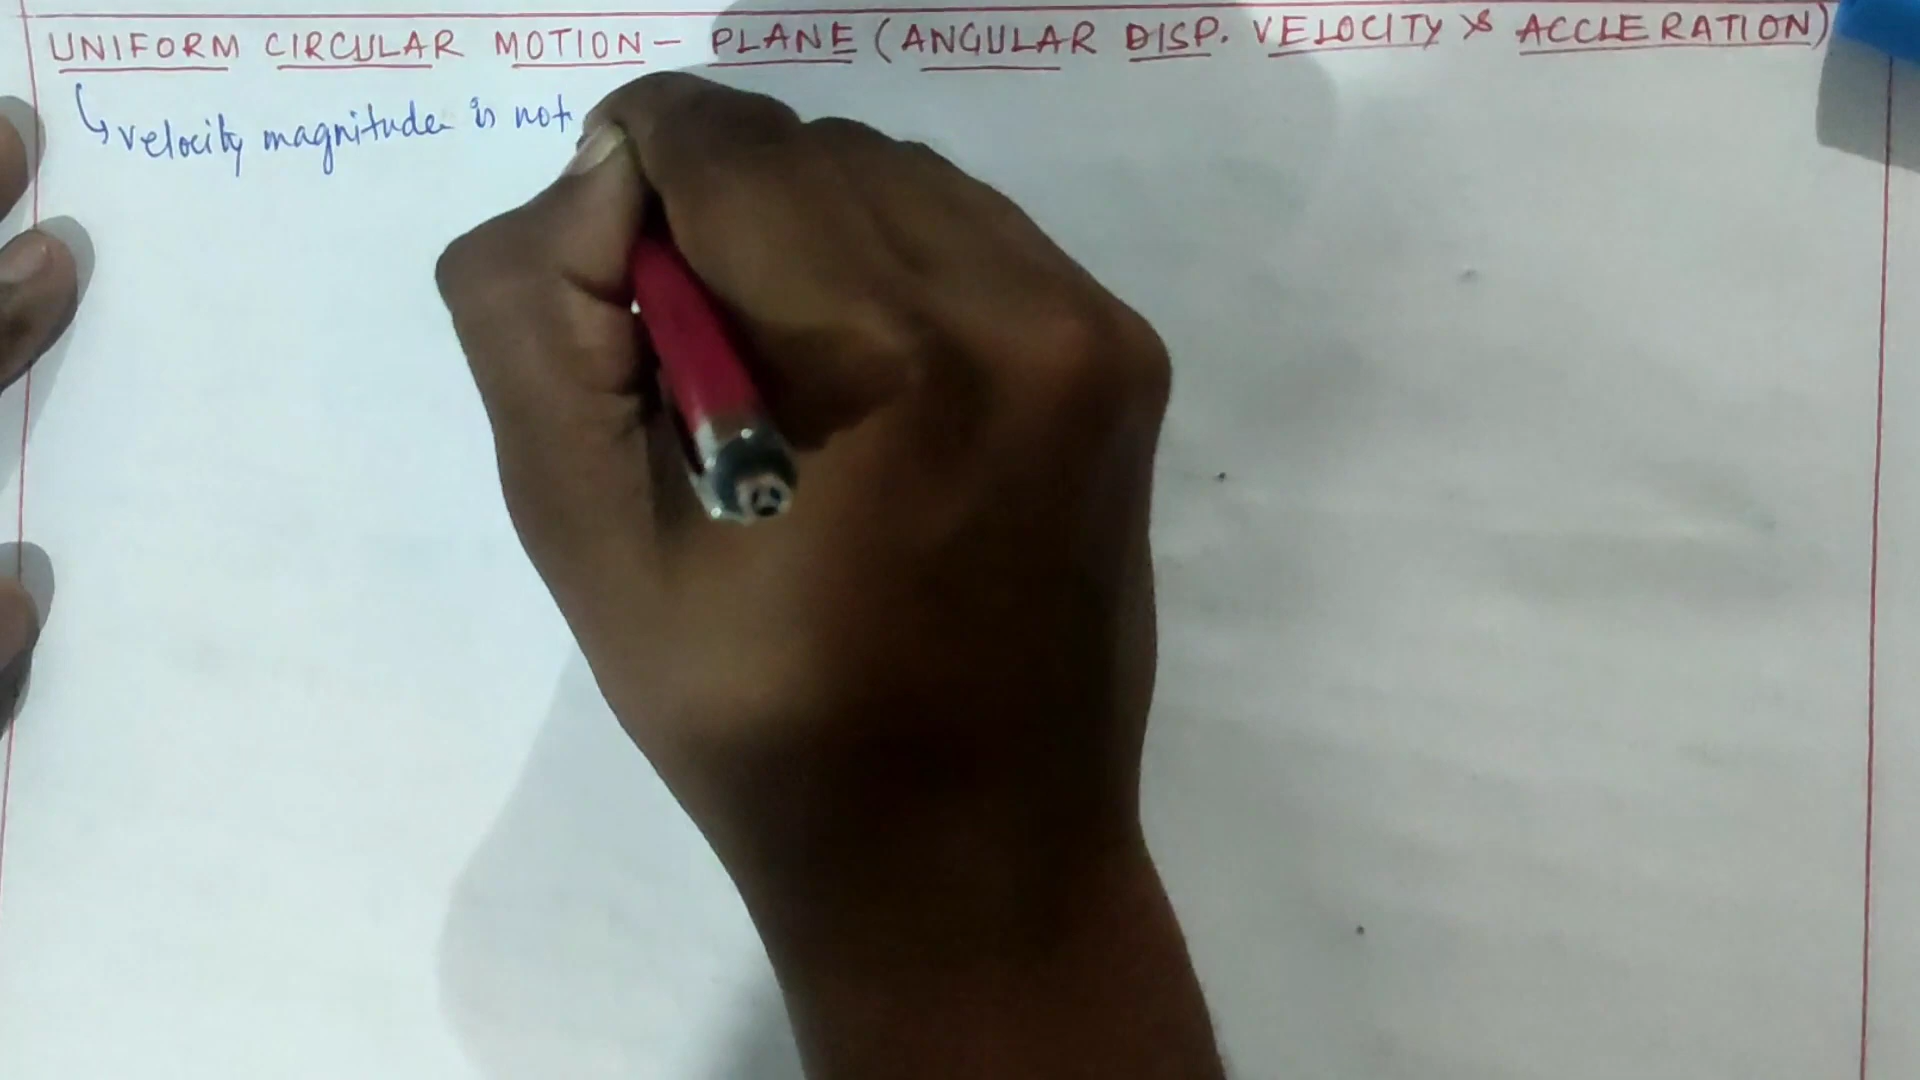 UNIFORM CIRCULAR MOTION - PLANE (ANGULAR DISP. VELOCITY & ACCLERATION)
↳ velocity magnitude is not